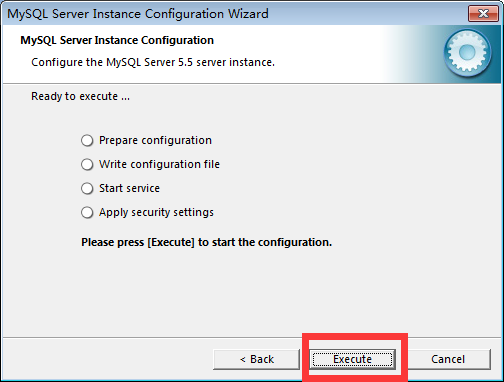 MySQL Server Instance Configuration Wizard
MySQL Server Instance Configuration
Configure the MySQL Server 5.5 server instance.
Ready to execute ...
Prepare configuration
Write configuration file
Start service
Apply security settings
Please press [Execute] to start the configuration.
< Back
Execute
Cancel